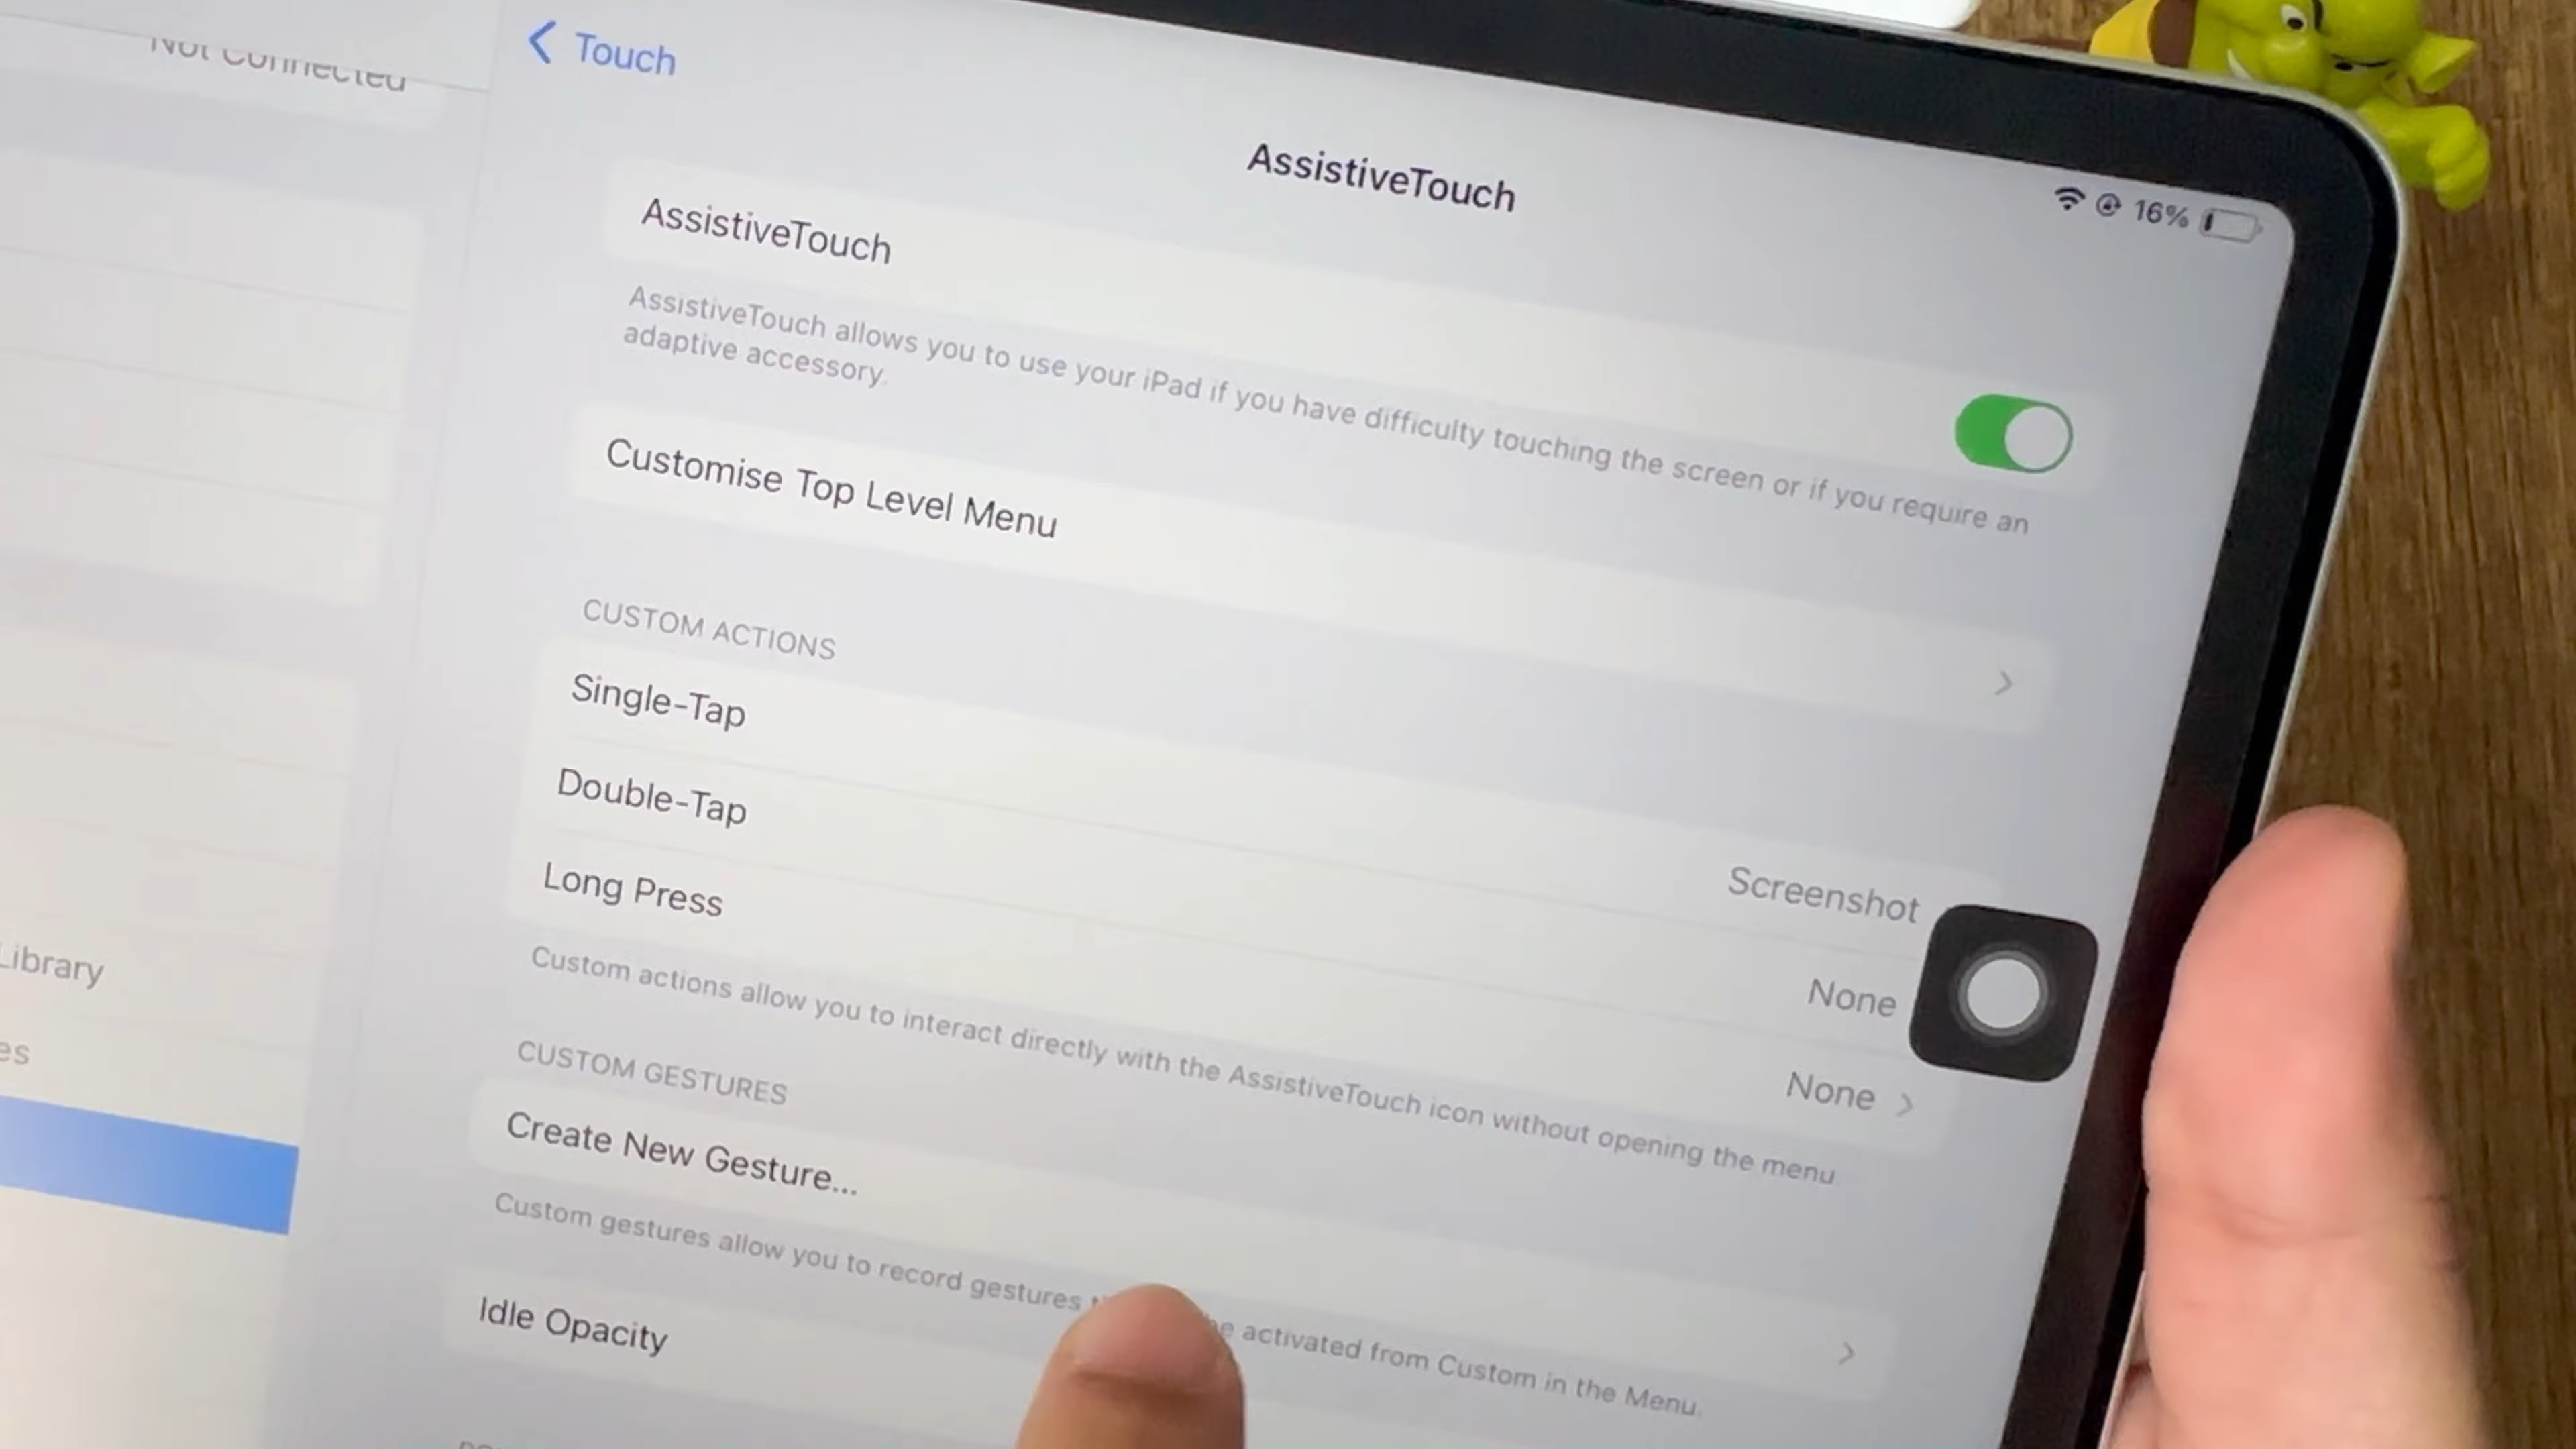 Not Connected
Library
es
Touch
AssistiveTouch
16%
AssistiveTouch
AssistiveTouch allows you to use your iPad if you have difficulty touching the screen or if you require an
adaptive accessory.
Customise Top Level Menu
CUSTOM ACTIONS
Single-Tap
Screenshot
Double-Tap
None
Long Press
None
Custom actions allow you to interact directly with the AssistiveTouch icon without opening the menu
CUSTOM GESTURES
Create New Gesture...
Custom gestures allow you to record gestures activated from Custom in the Menu.
Idle Opacity